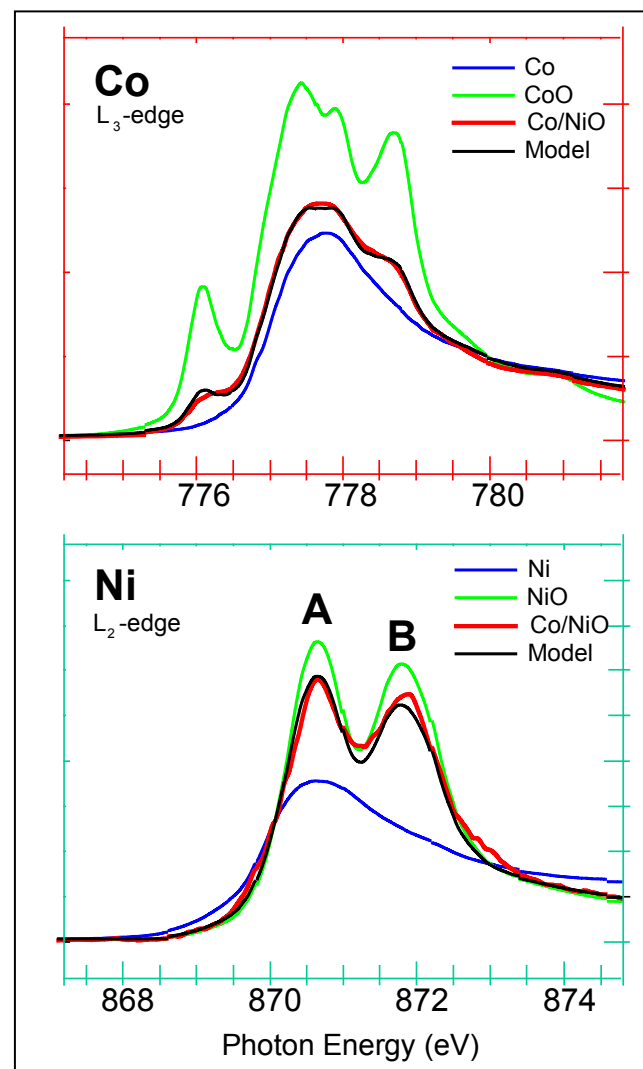 Co
L3-edge
Co
CoO
Co/NiO
Model
776 778 780
Ni
L2-edge
A
B
Ni
NiO
Co/NiO
Model
868 870 872 874
Photon Energy (eV)